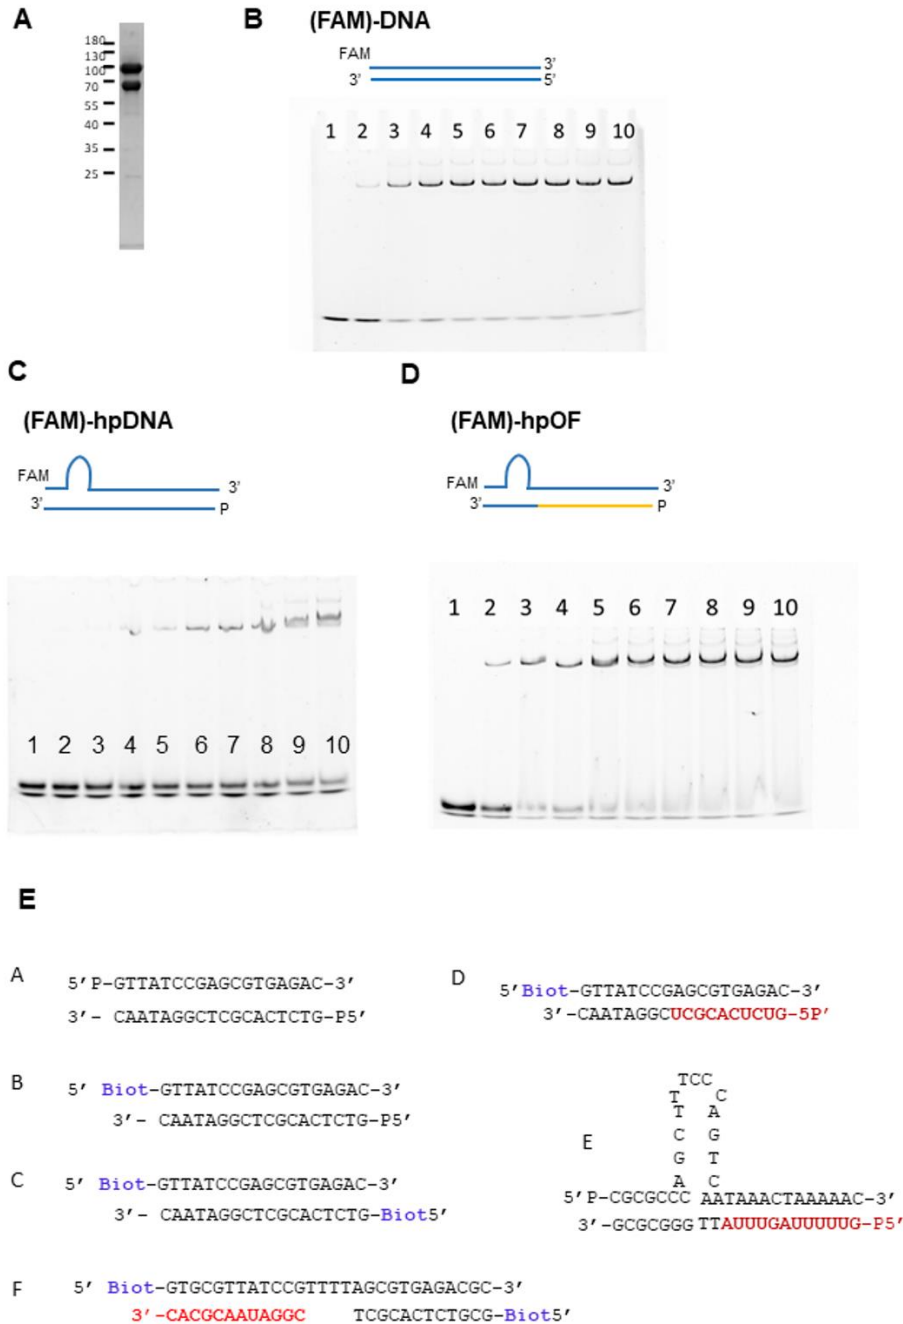 A
180
130
100
70
55
40
35
25
B
(FAM)-DNA
FAM
3'
3'
5'
1 2 3 4 5 6 7 8 9 10
C
(FAM)-hpDNA
FAM
3'
3'
P
1 2 3 4 5 6 7 8 9 10
D
(FAM)-hpOF
FAM
3'
3'
P
1 2 3 4 5 6 7 8 9 10
E
A
5'P-GTTATCCGAGCGTGAGAC-3'
3'- CAATAGGCTCGCACTCTG-P5'
B
5' Biot-GTTATCCGAGCGTGAGAC-3'
3'- CAATAGGCTCGCACTCTG-P5'
C
5' Biot-GTTATCCGAGCGTGAGAC-3'
3'- CAATAGGCTCGCACTCTG-Biot5'
D
5'Biot-GTTATCCGAGCGTGAGAC-3'
3'-CAATAGGCUCGCACUCUG-5P'
E
TCC
T C
T A
C G
G T
A C
5'P-CGCGCCC AATAAACTAAAAAC-3'
3'-GCGCGGG TTAUUUGAUUUUUG-P5'
F
5' Biot-GTGCGTTATCCGTTTTAGCGTGAGACGC-3'
3'-CACGCAAUAGGC TCGCACTCTGCG-Biot5'